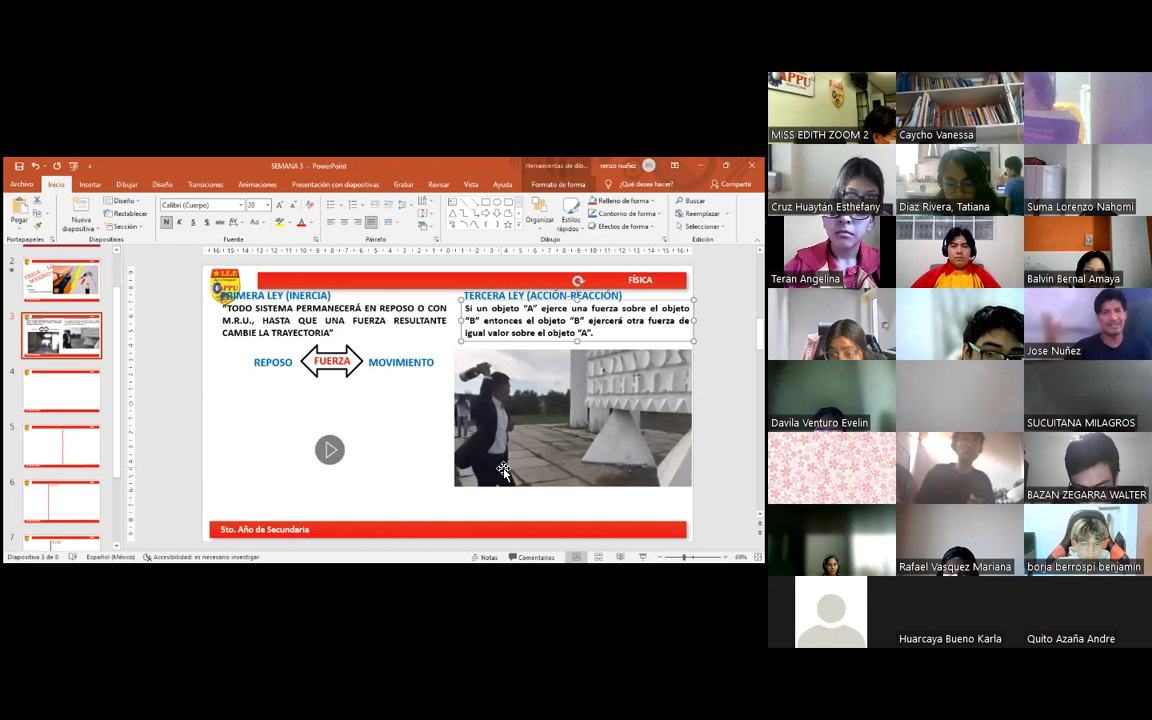 SEMANA 3 - PowerPoint
Herramientas de dib...
renzo nuñez
RN
Archivo
Inicio
Insertar
Dibujar
Diseño
Transiciones
Animaciones
Presentación con diapositivas
Grabar
Revisar
Vista
Ayuda
Formato de forma
¿Qué desea hacer?
Compartir
Pegar
Nueva
diapositiva
Diseño
Restablecer
Sección
Calibri (Cuerpo)
20
N K S
Organizar
Estilos
rápidos
Relleno de forma
Contorno de forma
Efectos de forma
Buscar
Reemplazar
Seleccionar
Portapapeles
Diapositivas
Fuente
Párrafo
Dibujo
Edición
2
3
4
5
6
7
I.E.P.
FÍSICA
PRIMERA LEY (INERCIA)
"TODO SISTEMA PERMANECERÁ EN REPOSO O CON
M.R.U., HASTA QUE UNA FUERZA RESULTANTE
CAMBIE LA TRAYECTORIA"
REPOSO
FUERZA
MOVIMIENTO
TERCERA LEY (ACCIÓN-REACCIÓN)
Si un objeto "A" ejerce una fuerza sobre el objeto
"B" entonces el objeto "B" ejercerá otra fuerza de
igual valor sobre el objeto "A".
5to. Año de Secundaria
Diapositiva 3 de 8
Español (México)
Accesibilidad: es necesario investigar
Notas
Comentarios
69%
APPU
MISS EDITH ZOOM 2
Caycho Vanessa
Cruz Huaytán Esthefany
Diaz Rivera, Tatiana
Suma Lorenzo Nahomi
Teran Angelina
Balvin Bernal Amaya
Jose Nuñez
Davila Venturo Evelin
SUCUITANA MILAGROS
BAZAN ZEGARRA WALTER
Rafael Vasquez Mariana
borja berrospi benjamin
Huarcaya Bueno Karla
Quito Azaña Andre